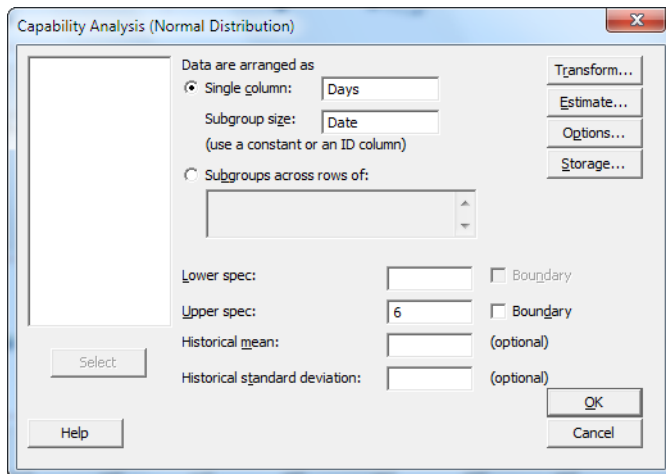 Capability Analysis (Normal Distribution)
Data are arranged as
Single column: Days
Subgroup size: Date
(use a constant or an ID column)
Subgroups across rows of:
Transform...
Estimate...
Options...
Storage...
Lower spec: Boundary
Upper spec: 6 Boundary
Historical mean: (optional)
Historical standard deviation: (optional)
Select
OK
Help
Cancel